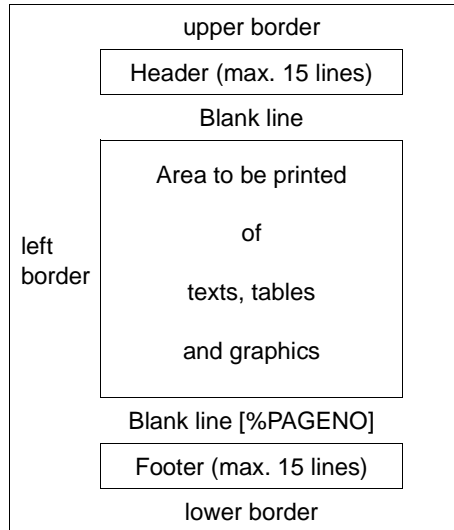 upper border
Header (max. 15 lines)
Blank line
Area to be printed
of
left
border
texts, tables
and graphics
Blank line [%PAGENO]
Footer (max. 15 lines)
lower border